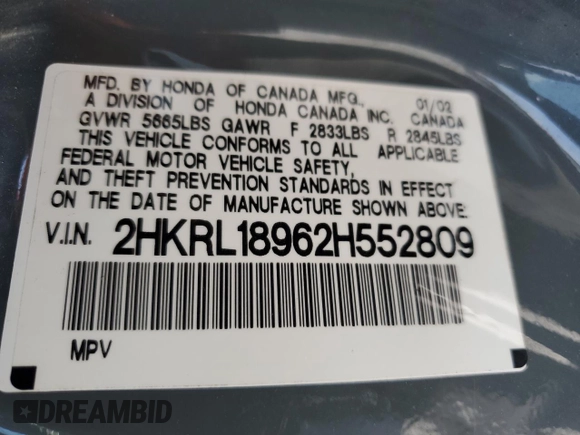 MFD. BY HONDA OF CANADA MFG., 01/02
A DIVISION OF HONDA CANADA INC. CANADA
GVWR 5665LBS GAWR F 2833LBS R 2845LBS
THIS VEHICLE CONFORMS TO ALL APPLICABLE
FEDERAL MOTOR VEHICLE SAFETY,
AND THEFT PREVENTION STANDARDS IN EFFECT
ON THE DATE OF MANUFACTURE SHOWN ABOVE.
V.I.N. 2HKRL18962H552809
MPV
DREAMBID